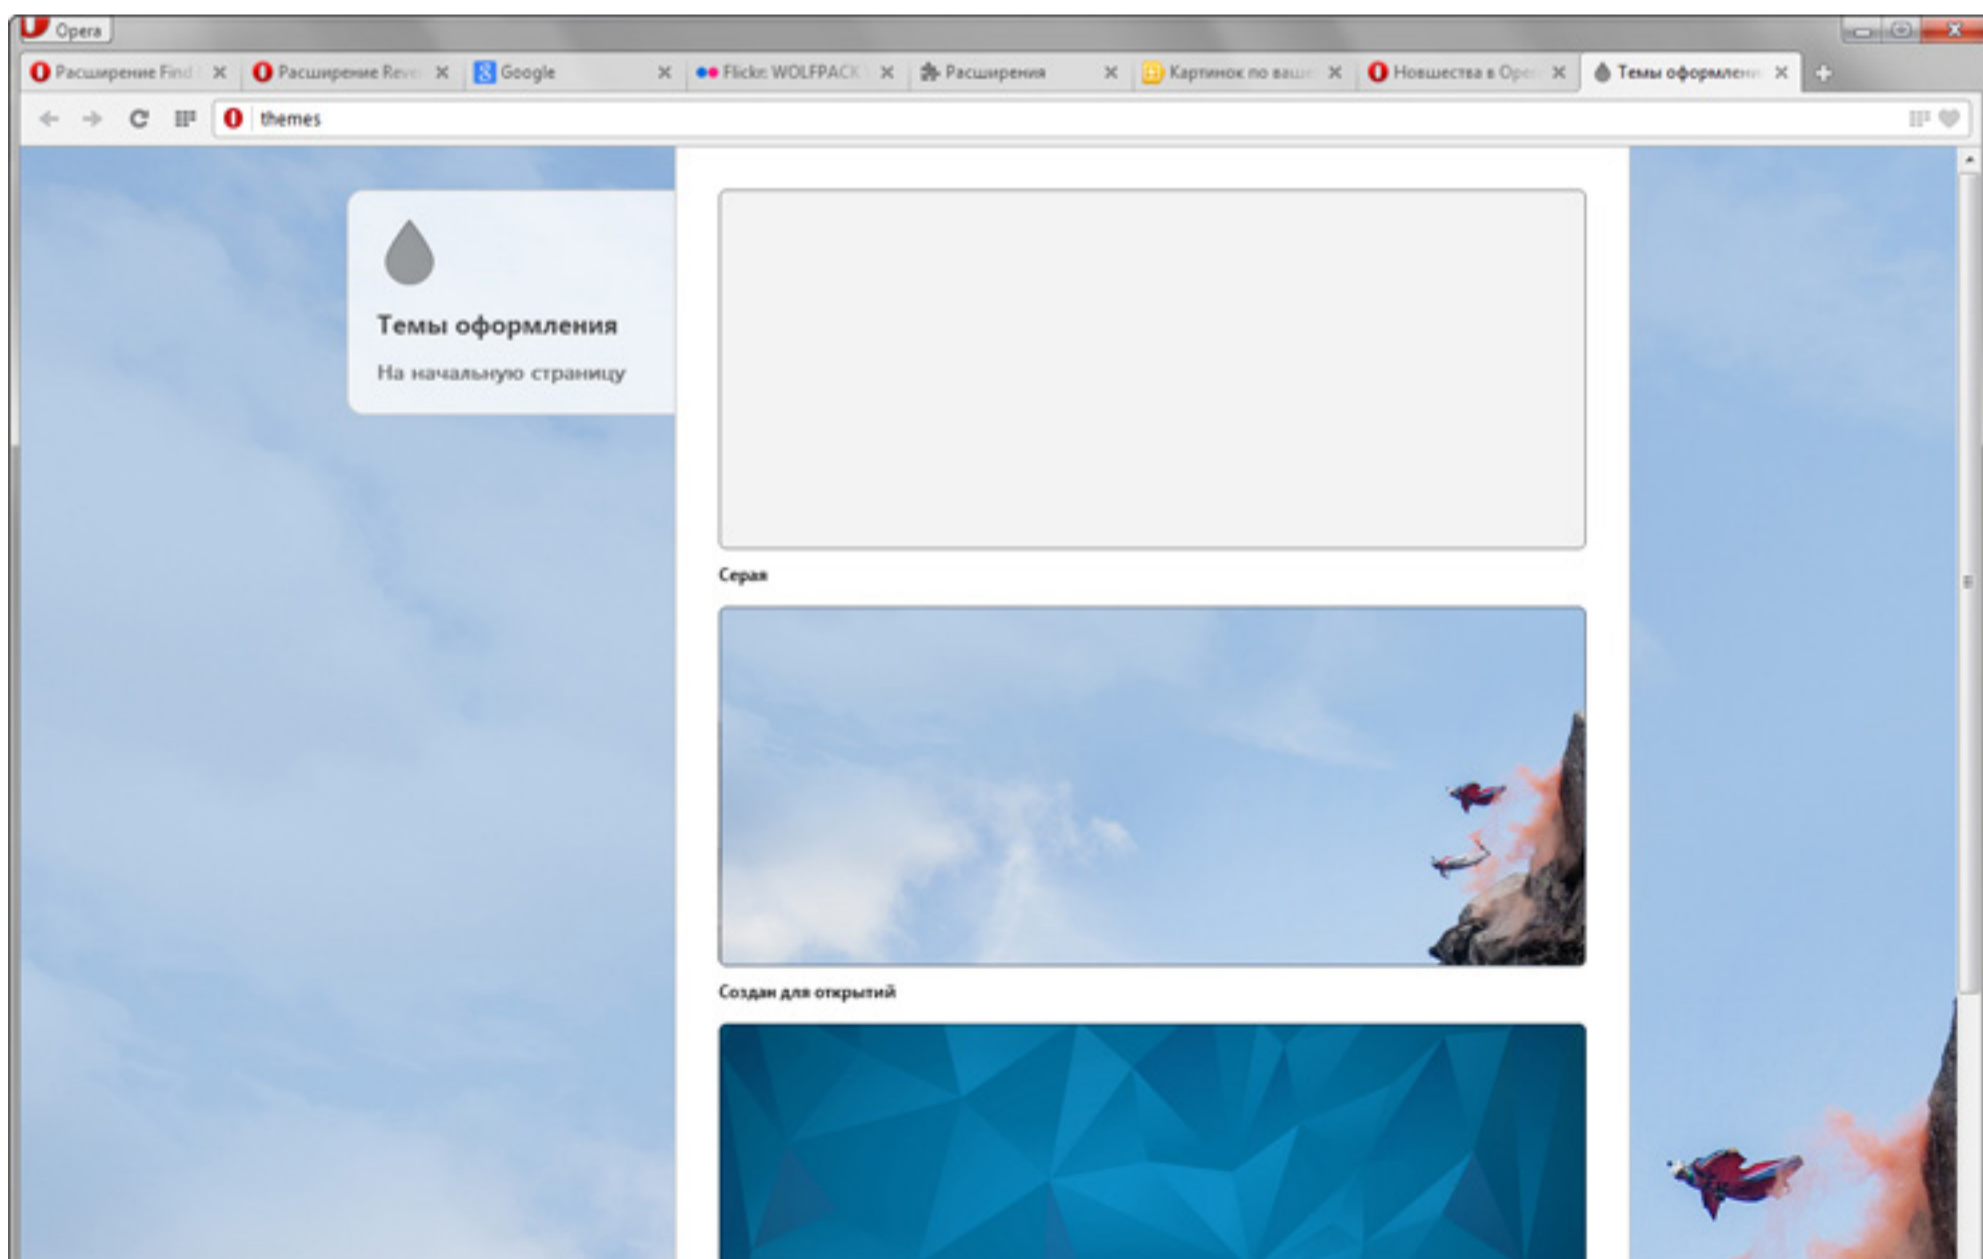 Opera
Расширение Find
Расширение Reve
Google
Flickr: WOLFPACK
Расширения
Картинок по ваше
Новшества в Oper
Темы оформлени
themes
Темы оформления
На начальную страницу
Серая
Создан для открытий